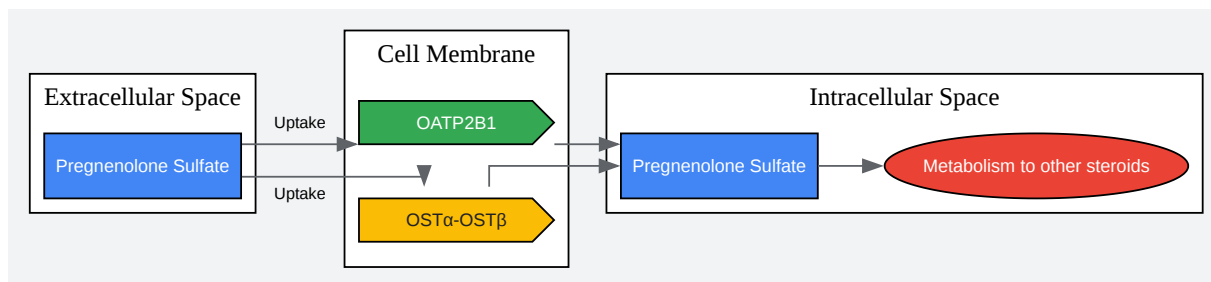 Extracellular Space
Pregnenolone Sulfate
Uptake
Uptake
Cell Membrane
OATP2B1
OSTα-OSTβ
Intracellular Space
Pregnenolone Sulfate
Metabolism to other steroids